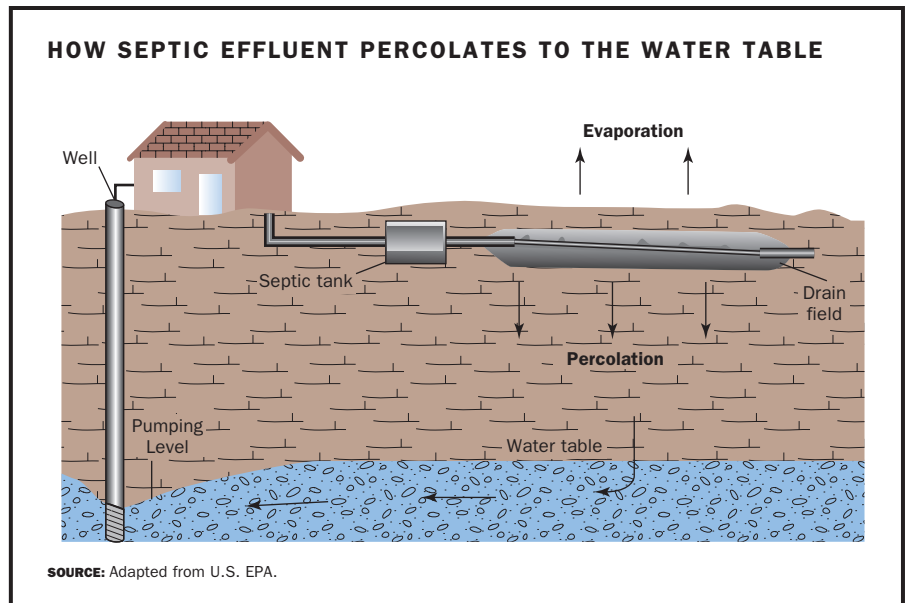 HOW SEPTIC EFFLUENT PERCOLATES TO THE WATER TABLE
Evaporation
Well
Septic tank
Drain
field
Percolation
Pumping
Level
Water table
SOURCE: Adapted from U.S. EPA.